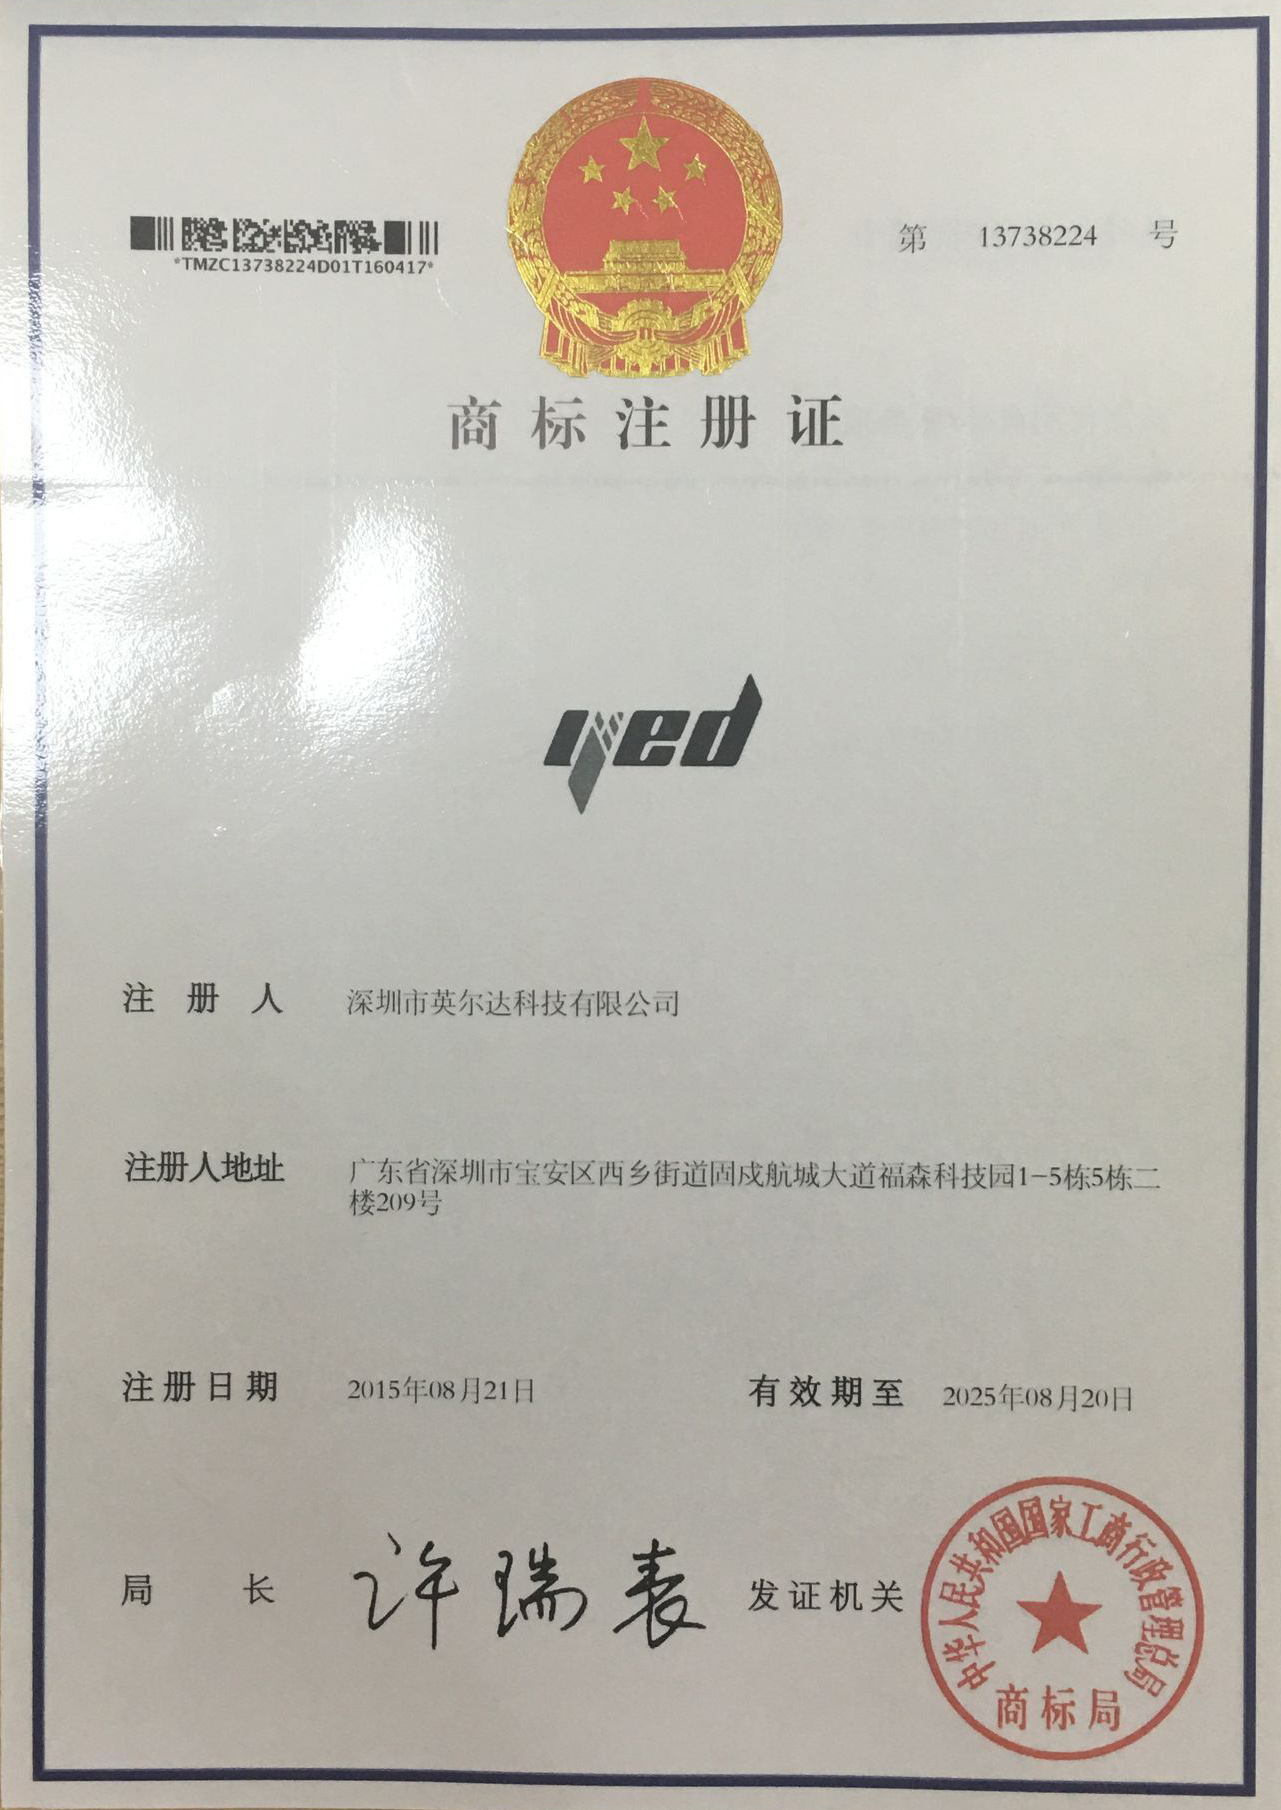 *TMZC13738224D01T160417*
第 13738224 号
商标注册证
yed
注册人 深圳市英尔达科技有限公司
注册人地址 广东省深圳市宝安区西乡街道固戍航城大道福森科技园1-5栋5栋二
楼209号
注册日期 2015年08月21日 有效期至 2025年08月20日
局长 许瑞表 发证机关
中华人民共和国国家工商行政管理总局
商标局